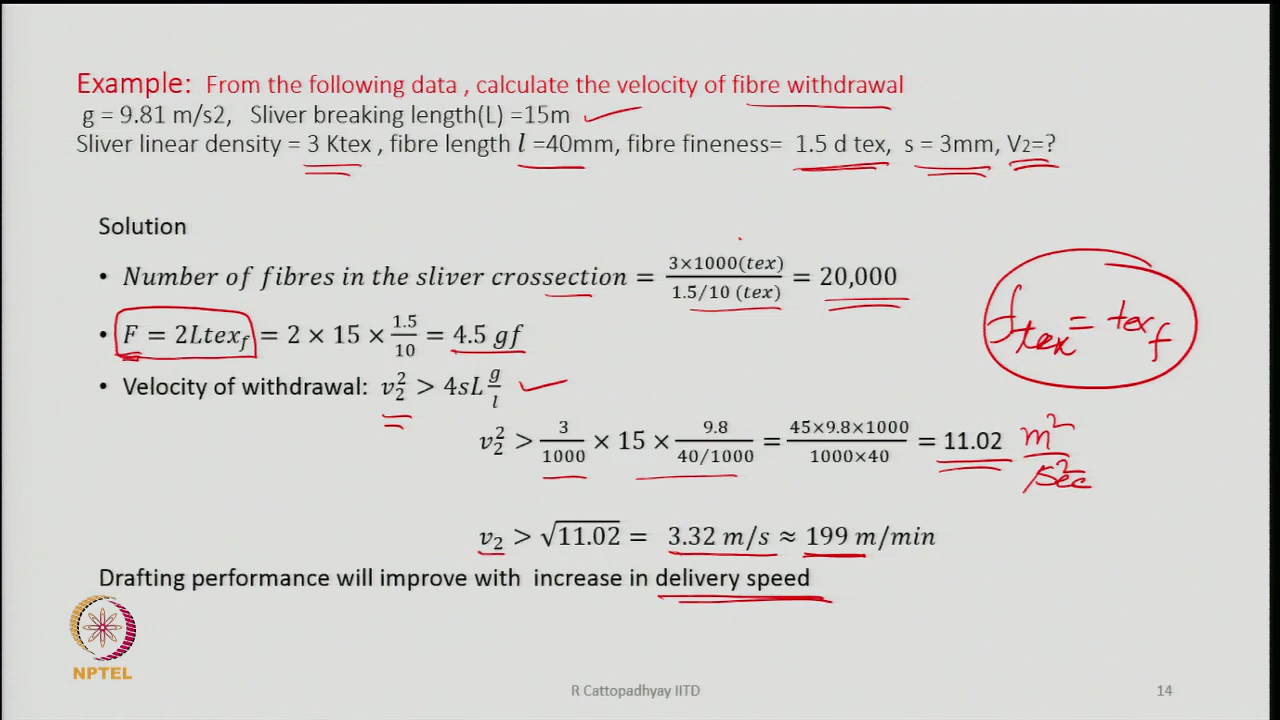 Example: From the following data , calculate the velocity of fibre withdrawal
g = 9.81 m/s2, Sliver breaking length(L) =15m
Sliver linear density = 3 Ktex , fibre length l =40mm, fibre fineness= 1.5 d tex, s = 3mm, V2=?
Solution
• Number of fibres in the sliver crossection = 3×1000(tex) / 1.5/10 (tex) = 20,000
• F = 2Ltex_f = 2 × 15 × 1.5/10 = 4.5 gf
f_tex = tex_f
• Velocity of withdrawal: v₂² > 4sL g/l
v₂² > 3/1000 × 15 × 9.8 / 40/1000 = 45×9.8×1000 / 1000×40 = 11.02 m²/sec²
v₂ > √11.02 = 3.32 m/s ≈ 199 m/min
Drafting performance will improve with increase in delivery speed
NPTEL
R Cattopadhyay IITD
14